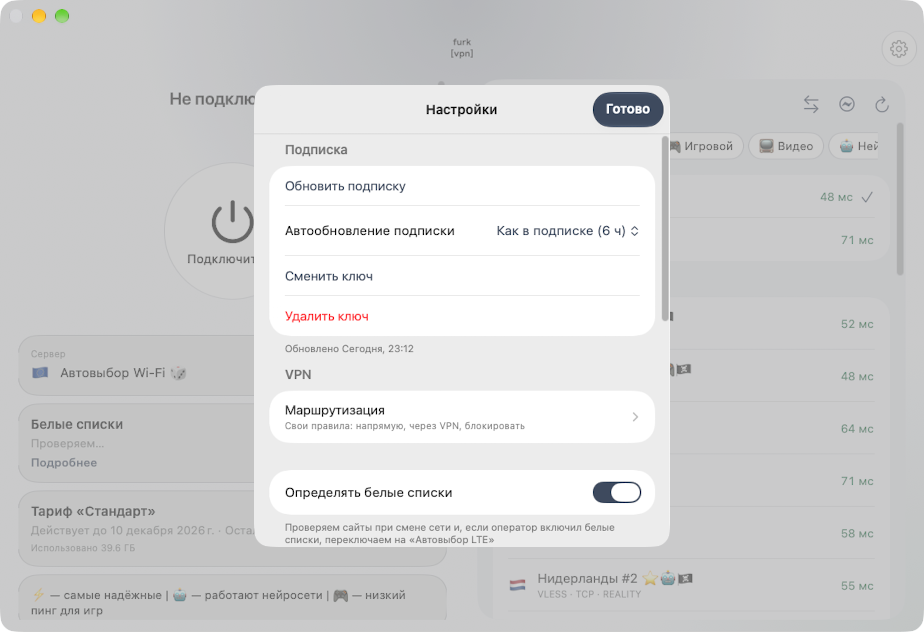 furk
[vpn]
Не подклю
Настройки
Готово
Подписка
Обновить подписку
Автообновление подписки
Как в подписке (6 ч)
Сменить ключ
Удалить ключ
Обновлено Сегодня, 23:12
VPN
Маршрутизация
Свои правила: напрямую, через VPN, блокировать
Определять белые списки
Проверяем сайты при смене сети и, если оператор включил белые
списки, переключаем на «Автовыбор LTE»
Подключит
Сервер
Автовыбор Wi-Fi
Белые списки
Проверяем...
Подробнее
Тариф «Стандарт»
Действует до 10 декабря 2026 г. · Оста
Использовано 39.6 ГБ
⚡ — самые надёжные | 🤖 — работают нейросети | 🎮 — низкий
пинг для игр
Игровой
Видео
Ней
48 мс
71 мс
52 мс
48 мс
64 мс
71 мс
58 мс
Нидерланды #2
VLESS · TCP · REALITY
55 мс